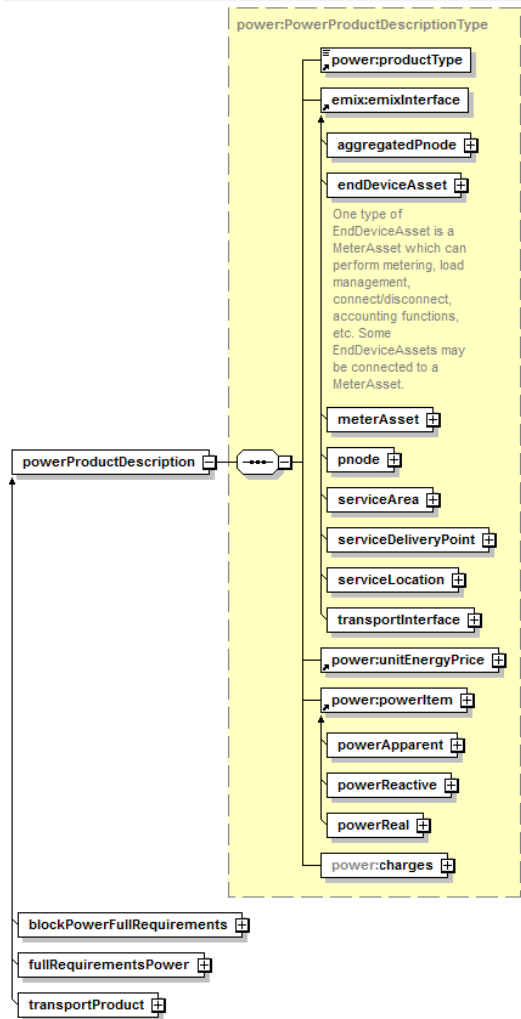 power:PowerProductDescriptionType
power:productType
emix:emixInterface
aggregatedPnode
endDeviceAsset
One type of
EndDeviceAsset is a
MeterAsset which can
perform metering, load
management,
connect/disconnect,
accounting functions,
etc. Some
EndDeviceAssets may
be connected to a
MeterAsset.
meterAsset
powerProductDescription
pnode
serviceArea
serviceDeliveryPoint
serviceLocation
transportInterface
power:unitEnergyPrice
power:powerItem
powerApparent
powerReactive
powerReal
power:charges
blockPowerFullRequirements
fullRequirementsPower
transportProduct